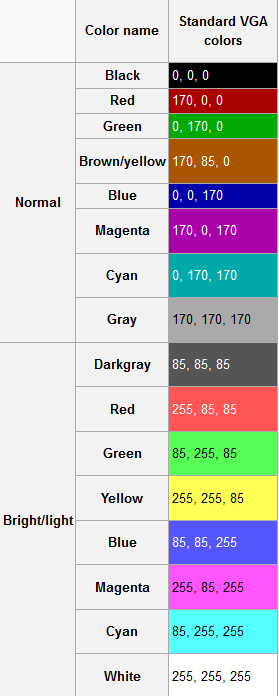 Color name
Standard VGA
colors
Normal
Black
0, 0, 0
Red
170, 0, 0
Green
0, 170, 0
Brown/yellow
170, 85, 0
Blue
0, 0, 170
Magenta
170, 0, 170
Cyan
0, 170, 170
Gray
170, 170, 170
Bright/light
Darkgray
85, 85, 85
Red
255, 85, 85
Green
85, 255, 85
Yellow
255, 255, 85
Blue
85, 85, 255
Magenta
255, 85, 255
Cyan
85, 255, 255
White
255, 255, 255